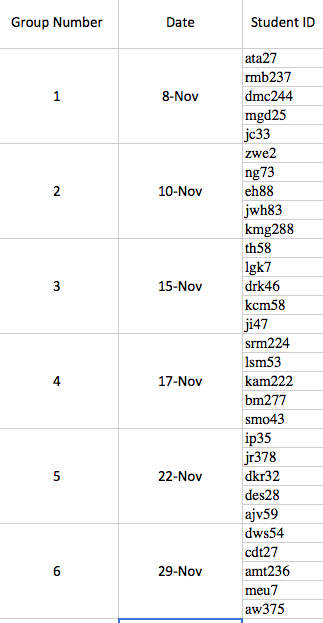 Group Number Date Student ID
ata27
rmb237
1 8-Nov dmc244
mgd25
jc33
zwe2
ng73
2 10-Nov eh88
jwh83
kmg288
th58
lgk7
3 15-Nov drk46
kcm58
ji47
srm224
lsm53
4 17-Nov kam222
bm277
smo43
ip35
jr378
5 22-Nov dkr32
des28
ajv59
dws54
cdt27
6 29-Nov amt236
meu7
aw375